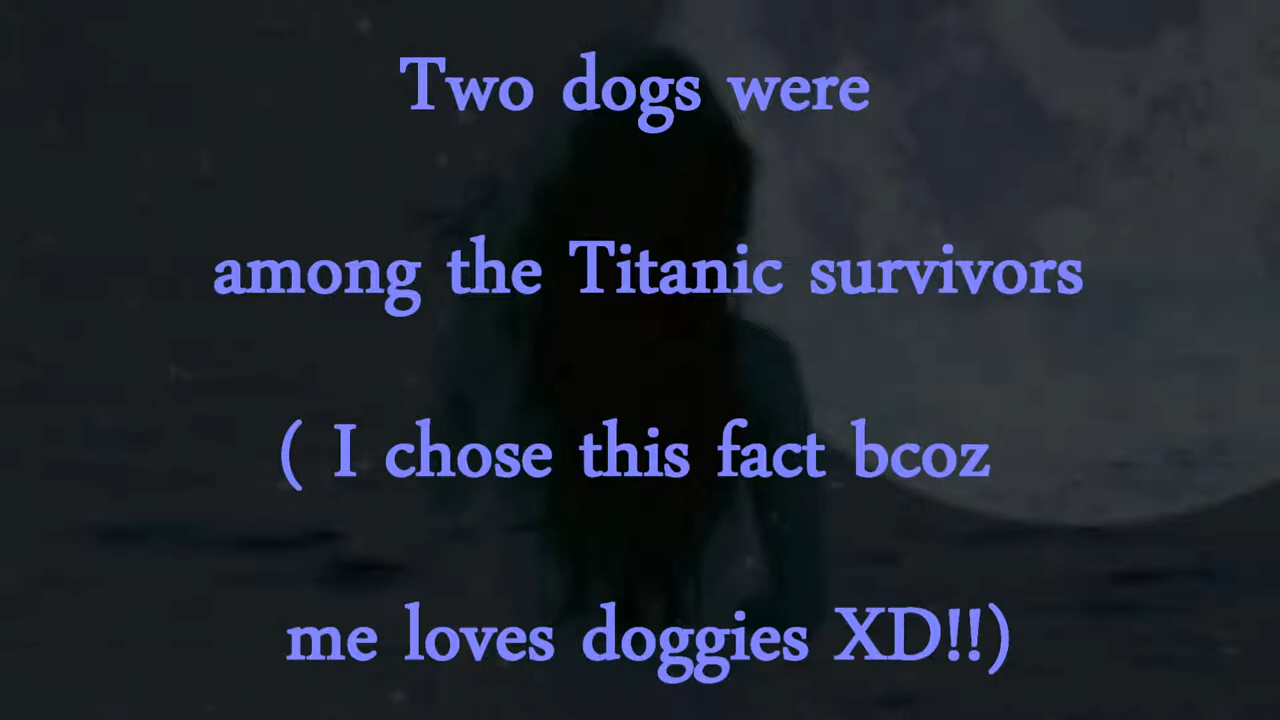 Two dogs were
among the Titanic survivors
( I chose this fact bcoz
me loves doggies XD!!)